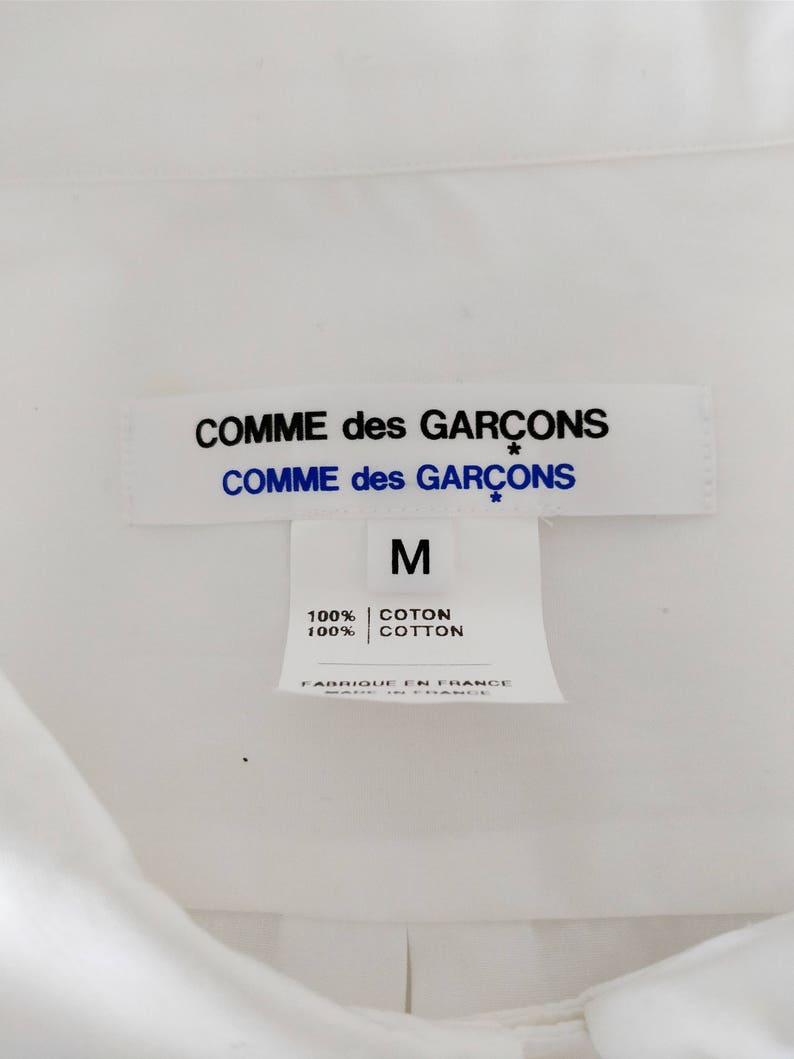 COMME des GARÇONS
*
COMME des GARÇONS
*
M
100% | COTON
100% | COTTON
FABRIQUE EN FRANCE
MADE IN FRANCE